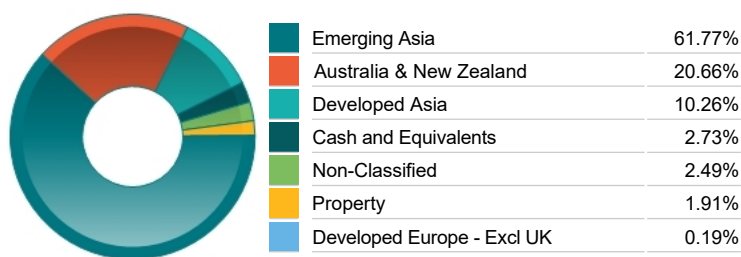 Emerging Asia 61.77%
Australia & New Zealand 20.66%
Developed Asia 10.26%
Cash and Equivalents 2.73%
Non-Classified 2.49%
Property 1.91%
Developed Europe - Excl UK 0.19%